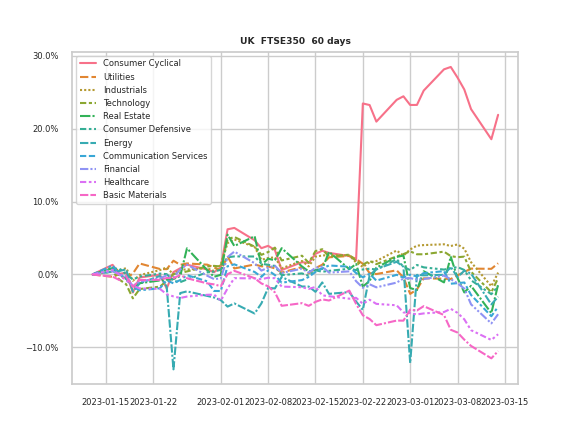 UK FTSE350 60 days
30.0%
20.0%
10.0%
0.0%
−10.0%
Consumer Cyclical
Utilities
Industrials
Technology
Real Estate
Consumer Defensive
Energy
Communication Services
Financial
Healthcare
Basic Materials
2023-01-15 2023-01-22 2023-02-01 2023-02-08 2023-02-15 2023-02-22 2023-03-01 2023-03-08 2023-03-15